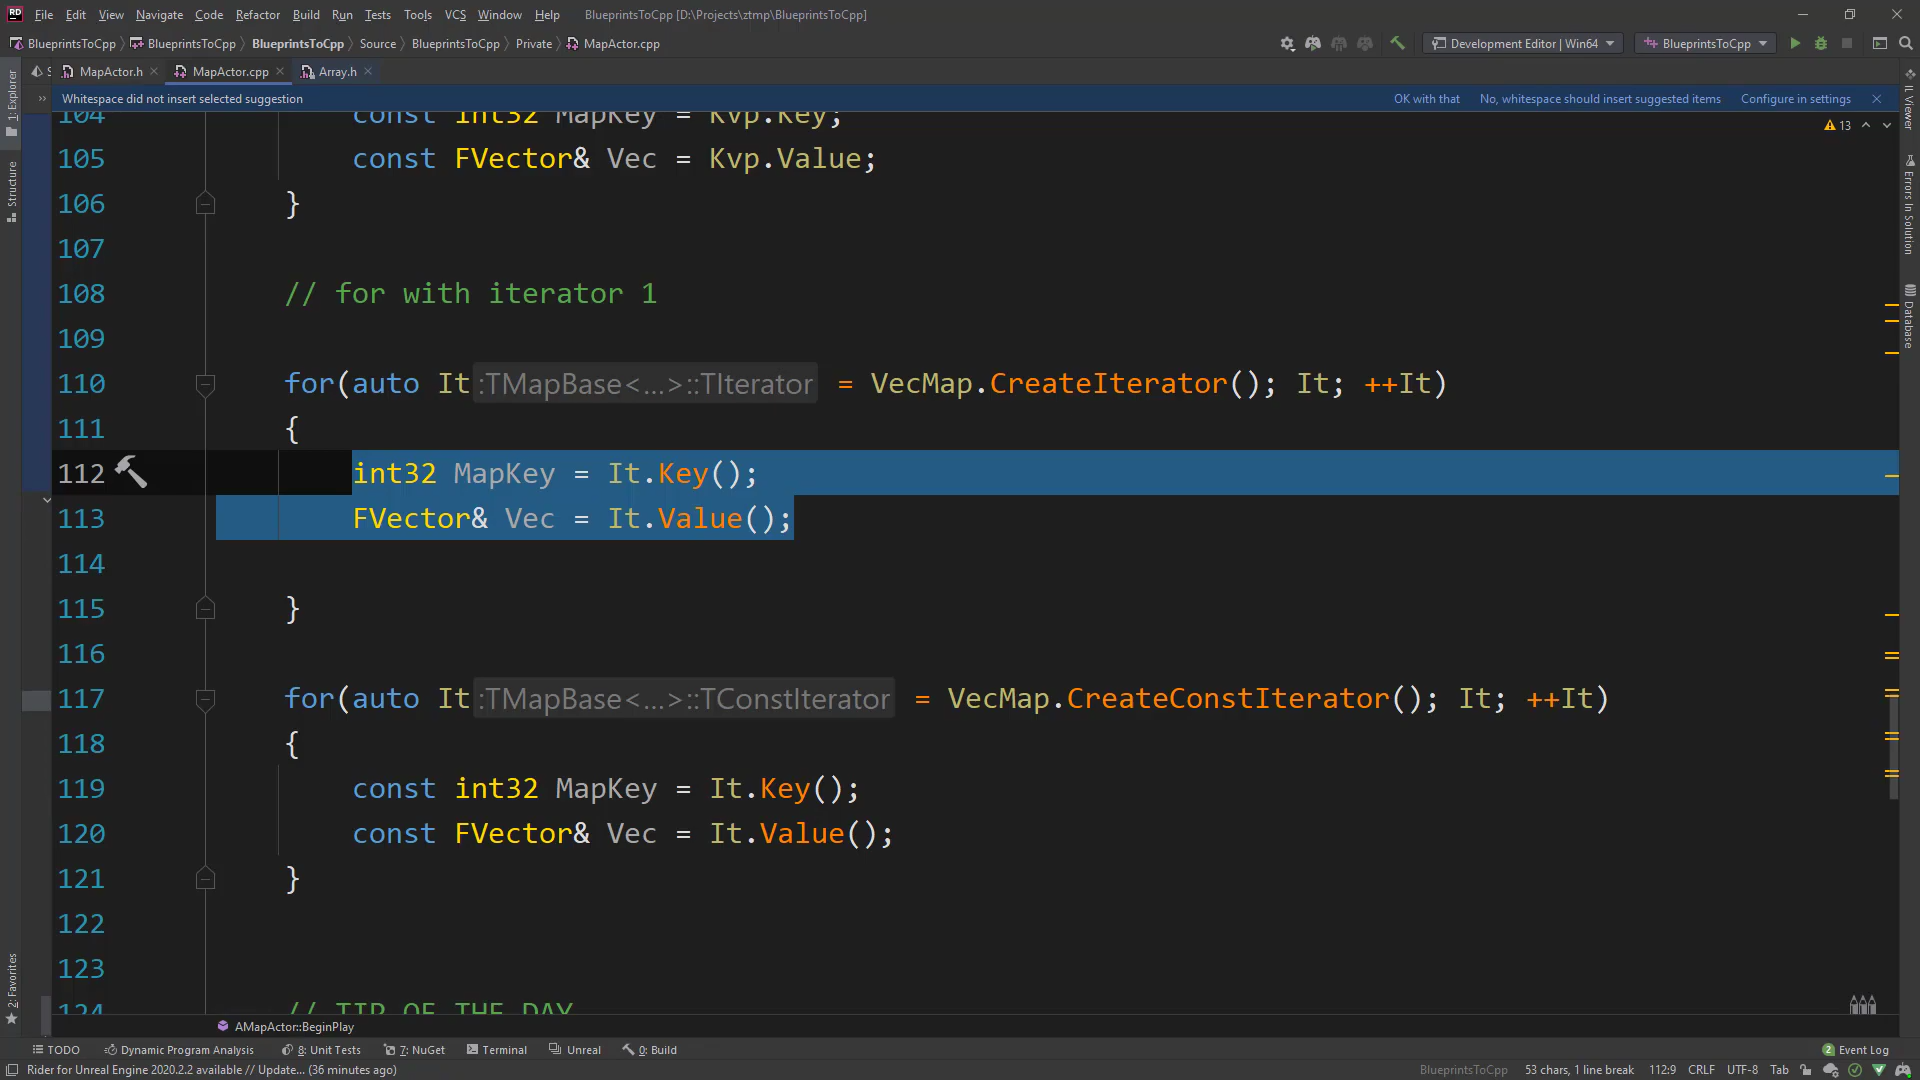 File Edit View Navigate Code Refactor Build Run Tests Tools VCS Window Help BlueprintsToCpp [D:\Projects\ztmp\BlueprintsToCpp]
BlueprintsToCpp BlueprintsToCpp BlueprintsToCpp Source BlueprintsToCpp Private MapActor.cpp Development Editor | Win64 BlueprintsToCpp
MapActor.h MapActor.cpp Array.h
Whitespace did not insert selected suggestion OK with that No, whitespace should insert suggested items Configure in settings
13
104 const int32 MapKey = Kvp.Key;
105 const FVector& Vec = Kvp.Value;
106 }
107
108 // for with iterator 1
109
110 for(auto It :TMapBase<...>::TIterator = VecMap.CreateIterator(); It; ++It)
111 {
112 int32 MapKey = It.Key();
113 FVector& Vec = It.Value();
114
115 }
116
117 for(auto It :TMapBase<...>::TConstIterator = VecMap.CreateConstIterator(); It; ++It)
118 {
119 const int32 MapKey = It.Key();
120 const FVector& Vec = It.Value();
121 }
122
123
124 // TIP OF THE DAY
AMapActor::BeginPlay
1: Explorer
Structure
2: Favorites
IL Viewer
Errors In Solution
Database
TODO Dynamic Program Analysis 8: Unit Tests 7: NuGet Terminal Unreal 0: Build 2 Event Log
Rider for Unreal Engine 2020.2.2 available // Update... (36 minutes ago) BlueprintsToCpp 53 chars, 1 line break 112:9 CRLF UTF-8 Tab